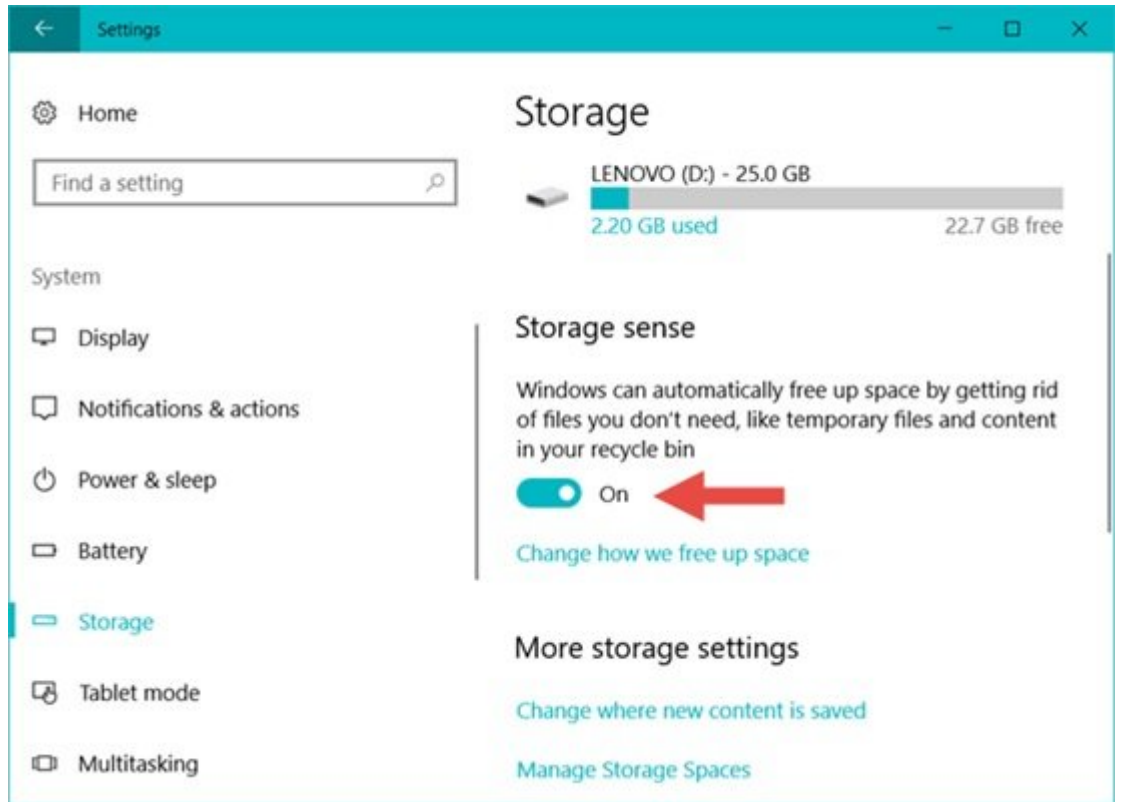 Settings
Home
Find a setting
System
Display
Notifications & actions
Power & sleep
Battery
Storage
Tablet mode
Multitasking
Storage
LENOVO (D:) - 25.0 GB
2.20 GB used 22.7 GB free
Storage sense
Windows can automatically free up space by getting rid
of files you don't need, like temporary files and content
in your recycle bin
On
Change how we free up space
More storage settings
Change where new content is saved
Manage Storage Spaces